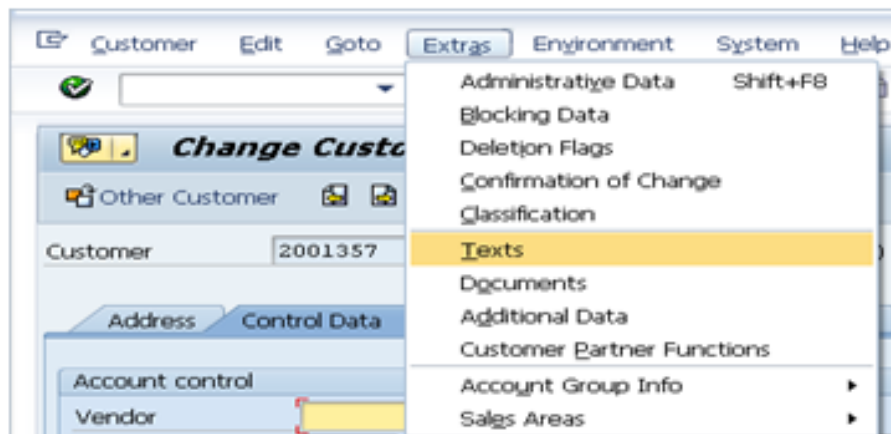 Customer Edit Goto Extras Environment System Help
Administrative Data Shift+F8
Blocking Data
Change Custo
Deletion Flags
Confirmation of Change
Other Customer
Classification
Customer 2001357
Texts
Documents
Address Control Data
Additional Data
Customer Partner Functions
Account control
Account Group Info
Vendor
Sales Areas